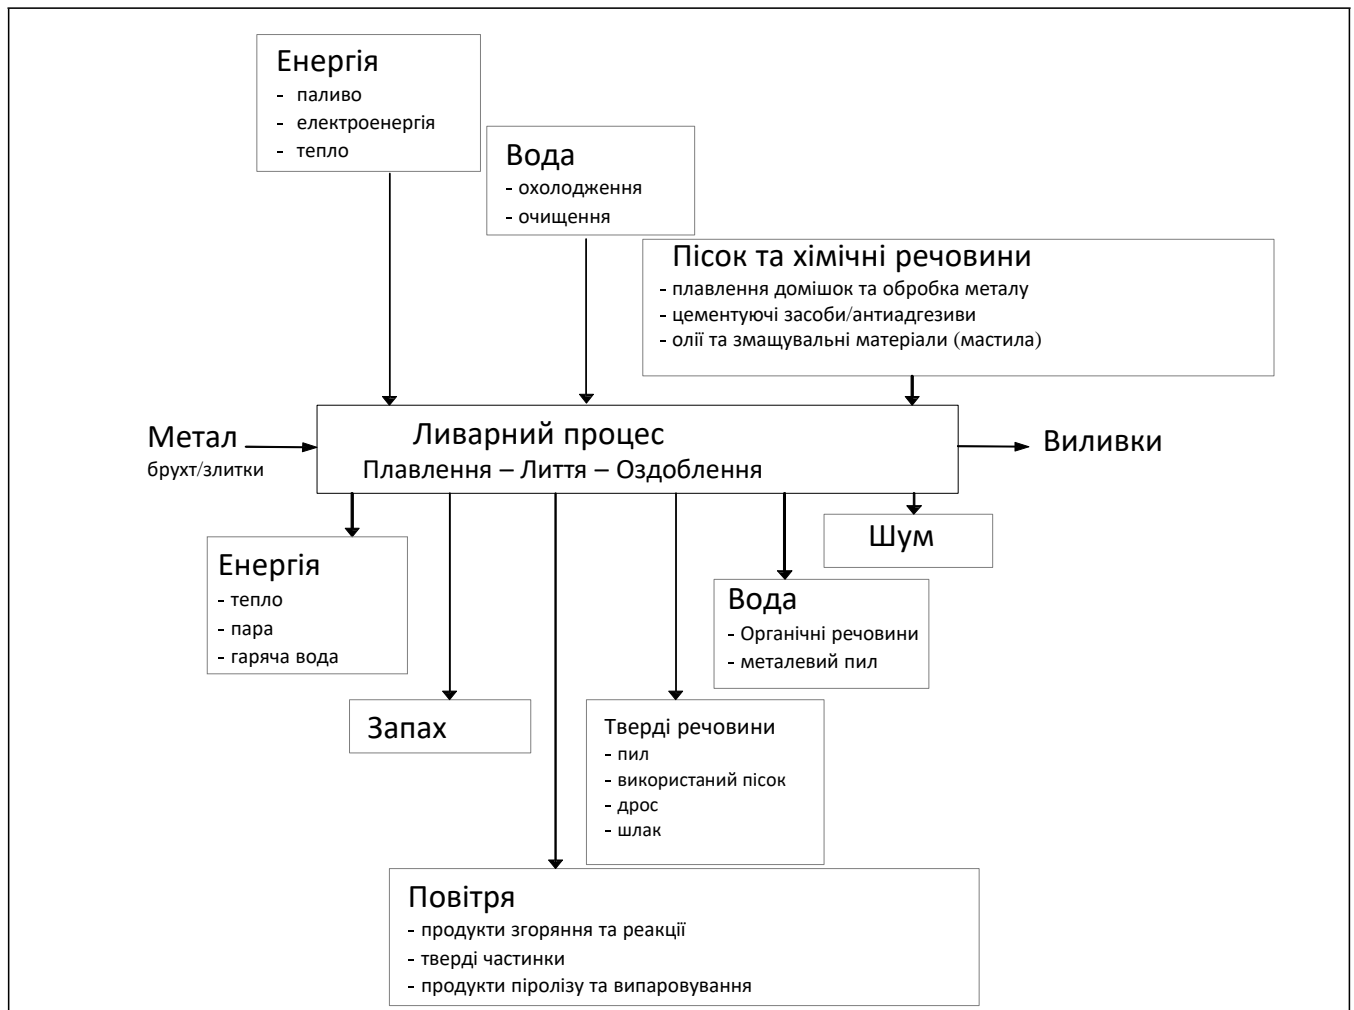 Енергія
- паливо
- електроенергія
- тепло
Вода
- охолодження
- очищення
Пісок та хімічні речовини
- плавлення домішок та обробка металу
- цементуючі засоби/антиадгезиви
- олії та змащувальні матеріали (мастила)
Метал
брухт/злитки
Ливарний процес
Плавлення – Лиття – Оздоблення
Виливки
Енергія
- тепло
- пара
- гаряча вода
Запах
Повітря
- продукти згоряння та реакції
- тверді частинки
- продукти піролізу та випаровування
Тверді речовини
- пил
- використаний пісок
- дрос
- шлак
Вода
- Органічні речовини
- металевий пил
Шум